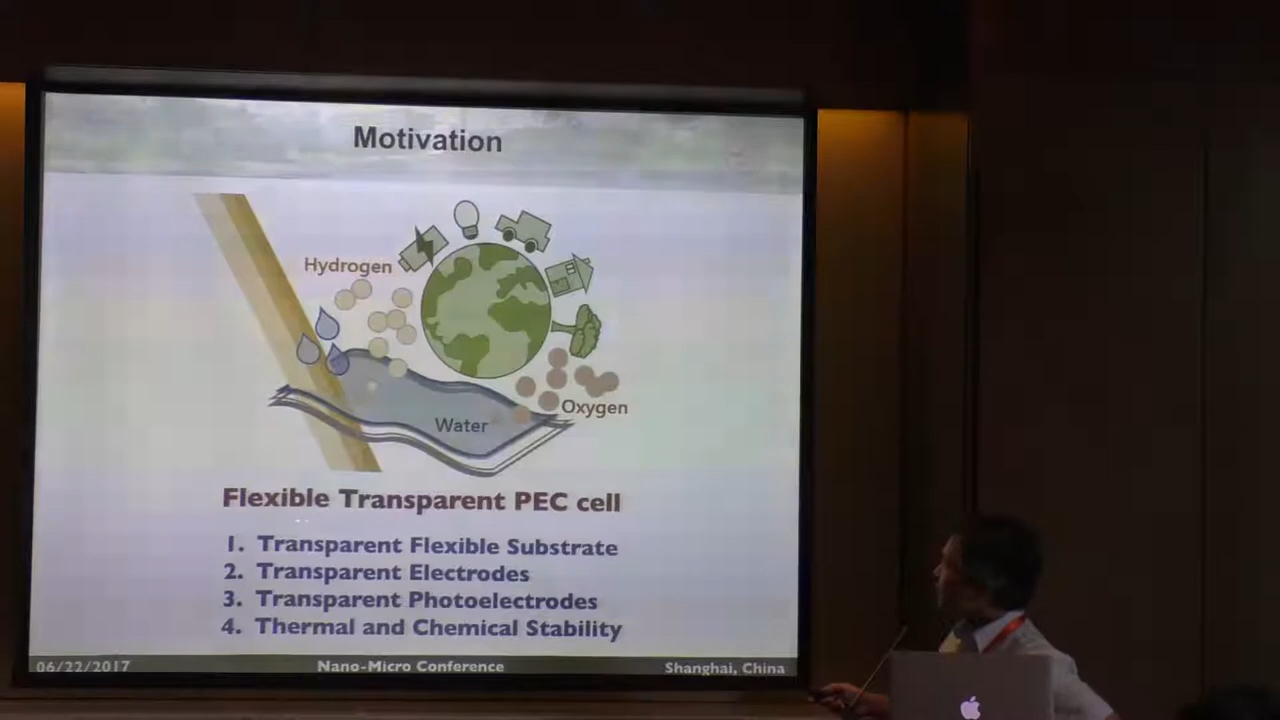 Motivation
Hydrogen
Oxygen
Water
Flexible Transparent PEC cell
1. Transparent Flexible Substrate
2. Transparent Electrodes
3. Transparent Photoelectrodes
4. Thermal and Chemical Stability
06/22/2017 Nano-Micro Conference Shanghai, China